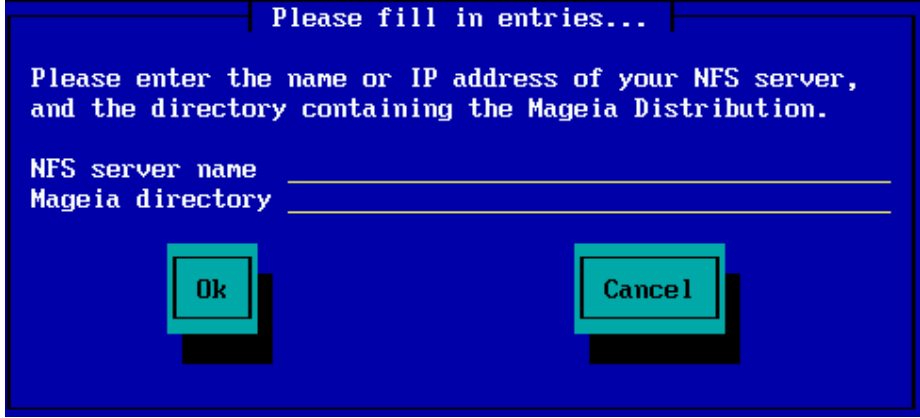 Please fill in entries...
Please enter the name or IP address of your NFS server,
and the directory containing the Mageia Distribution.
NFS server name
Mageia directory
Ok
Cancel